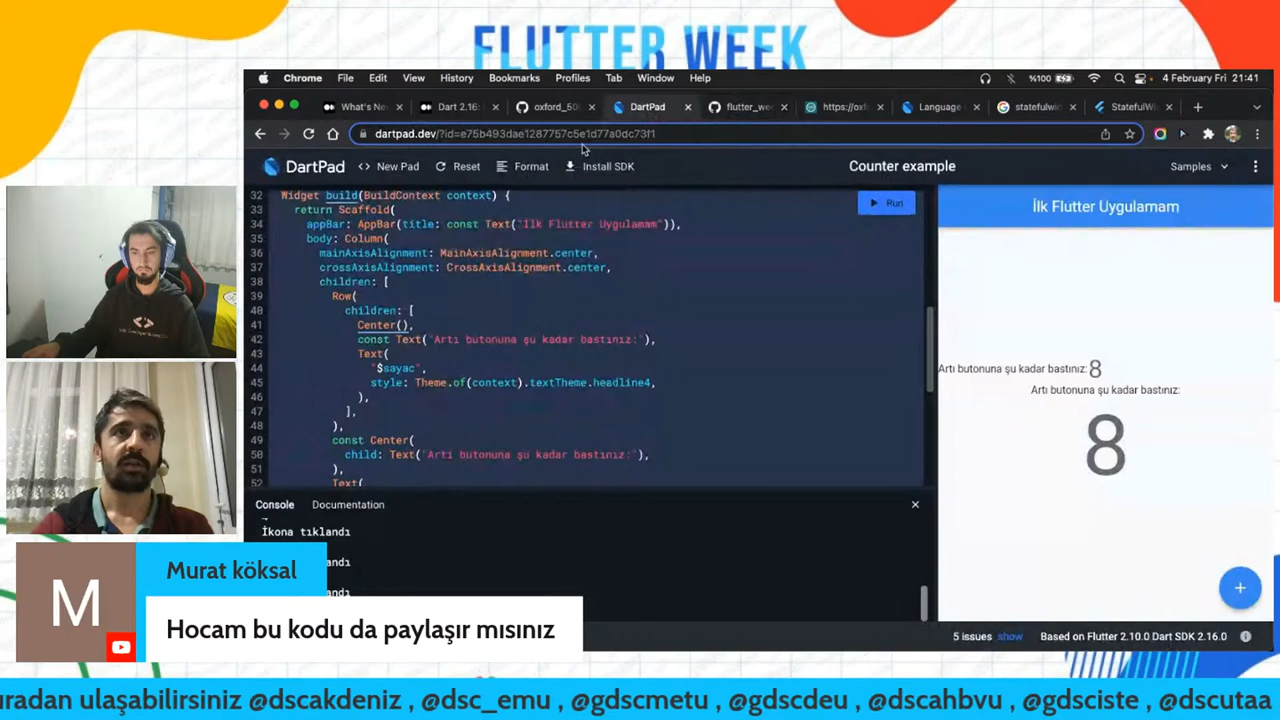 FLUTTER WEEK
Chrome File Edit View History Bookmarks Profiles Tab Window Help
%100
4 February Fri 21:41
What's Ne
Dart 2.16:
oxford_50
DartPad
flutter_we
https://oxf
Language
statefulwid
StatefulWi
dartpad.dev/?id=e75b493dae1287757c5e1d77a0dc73f1
DartPad
<> New Pad
Reset
Format
Install SDK
Counter example
Samples
32 Widget build(BuildContext context) {
33 return Scaffold(
34 appBar: AppBar(title: const Text("İlk Flutter Uygulamam")),
35 body: Column(
36 mainAxisAlignment: MainAxisAlignment.center,
37 crossAxisAlignment: CrossAxisAlignment.center,
38 children: [
39 Row(
40 children: [
41 Center(),
42 const Text("Artı butonuna şu kadar bastınız:"),
43 Text(
44 "$sayac",
45 style: Theme.of(context).textTheme.headline4,
46 ),
47 ],
48 ),
49 const Center(
50 child: Text("Artı butonuna şu kadar bastınız:"),
51 ),
52 Text(
Run
İlk Flutter Uygulamam
Artı butonuna şu kadar bastınız: 8
Artı butonuna şu kadar bastınız:
8
+
Console Documentation
İkona tıklandı
andı
andı
5 issues show
Based on Flutter 2.10.0 Dart SDK 2.16.0
M
Murat köksal
Hocam bu kodu da paylaşır mısınız
uradan ulaşabilirsiniz @dscakdeniz , @dsc_emu , @gdscmetu , @gdscdeu , @dscahbvu , @gdsciste , @dscutaa